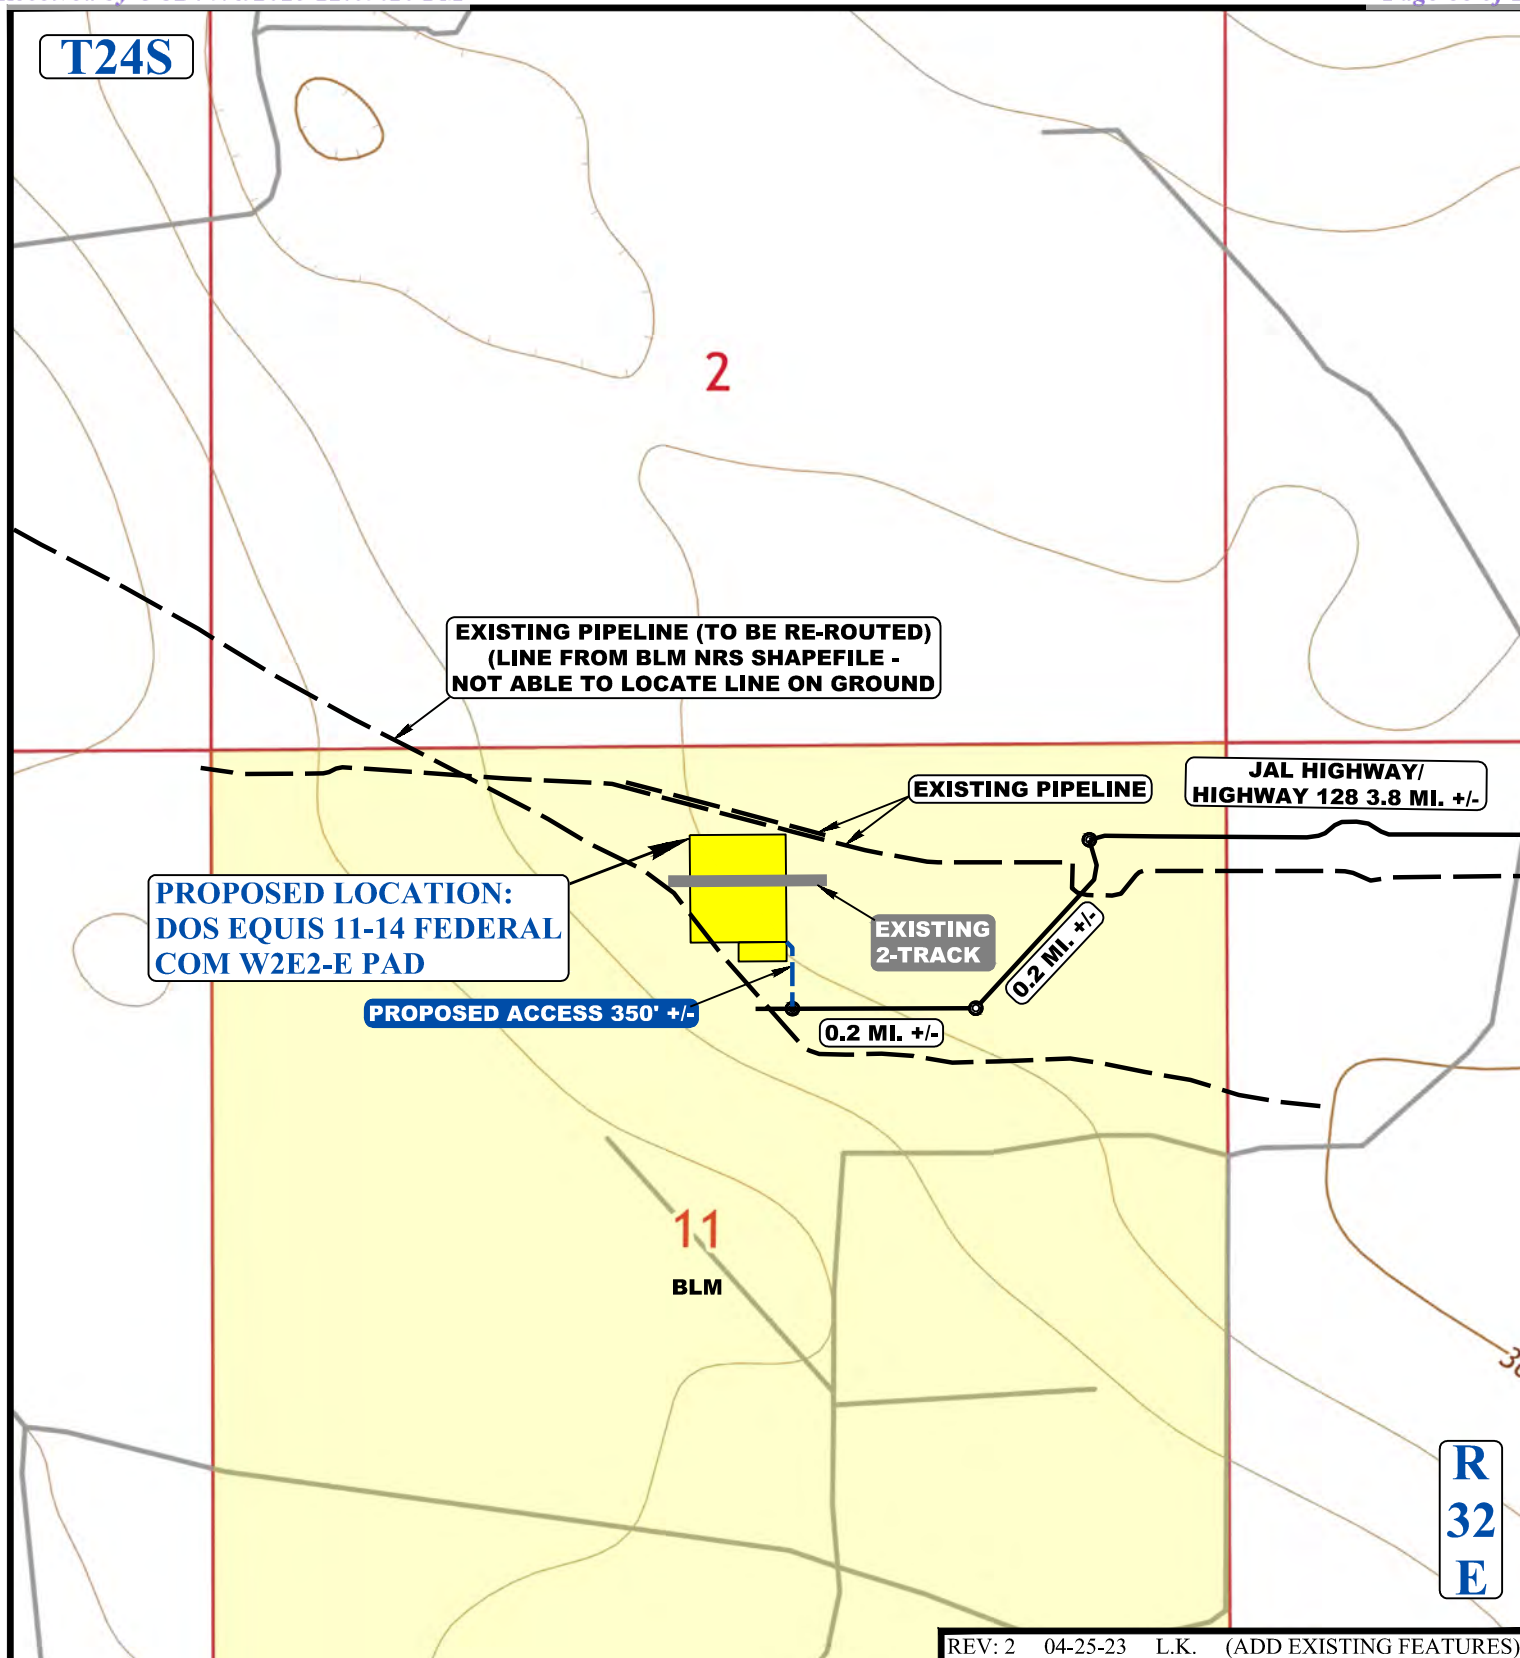 T24S
2
EXISTING PIPELINE (TO BE RE-ROUTED)
(LINE FROM BLM NRS SHAPEFILE -
NOT ABLE TO LOCATE LINE ON GROUND
JAL HIGHWAY/
HIGHWAY 128 3.8 MI. +/-
EXISTING PIPELINE
PROPOSED LOCATION:
DOS EQUIS 11-14 FEDERAL
COM W2E2-E PAD
EXISTING
2-TRACK
0.2 MI. +/-
PROPOSED ACCESS 350' +/-
0.2 MI. +/-
11
BLM
R
32
E
REV: 2 04-25-23 L.K. (ADD EXISTING FEATURES)